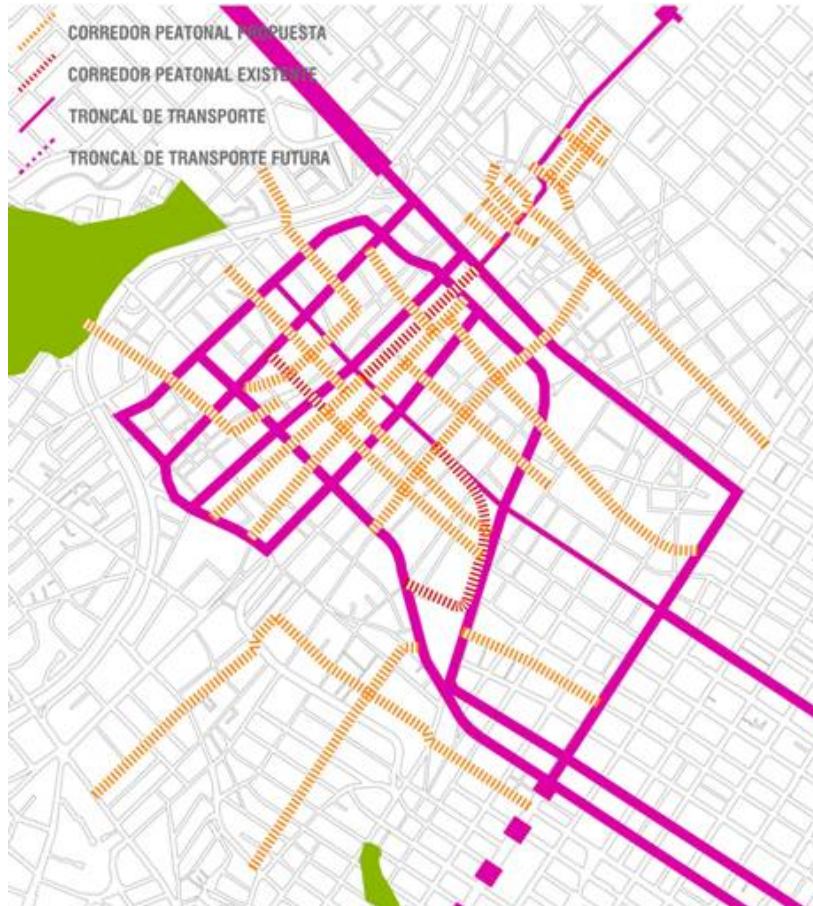 CORREDOR PEATONAL PROPUESTA
CORREDOR PEATONAL EXISTENTE
TRONCAL DE TRANSPORTE
TRONCAL DE TRANSPORTE FUTURA